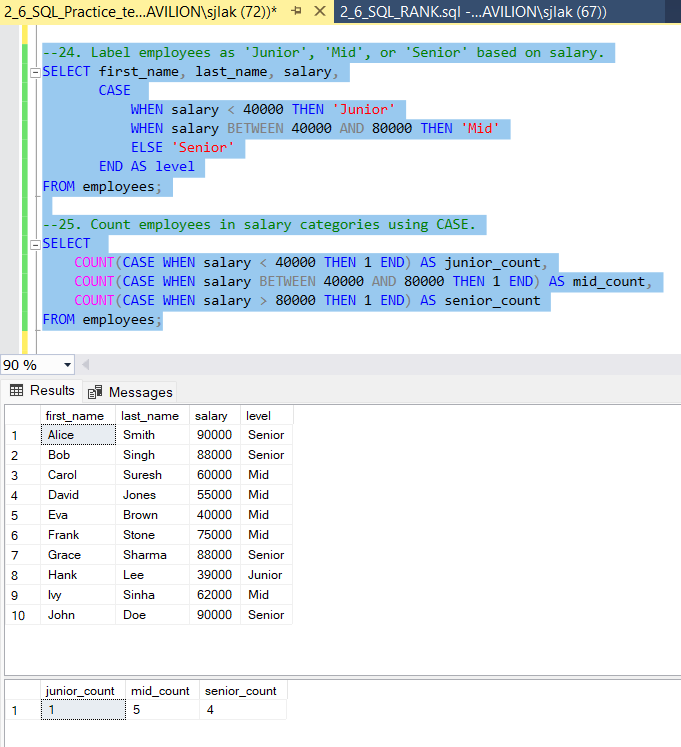 2_6_SQL_Practice_te...AVILION\sjlak (72))* 2_6_SQL_RANK.sql -...AVILION\sjlak (67))
--24. Label employees as 'Junior', 'Mid', or 'Senior' based on salary.
SELECT first_name, last_name, salary,
CASE
WHEN salary < 40000 THEN 'Junior'
WHEN salary BETWEEN 40000 AND 80000 THEN 'Mid'
ELSE 'Senior'
END AS level
FROM employees;
--25. Count employees in salary categories using CASE.
SELECT
COUNT(CASE WHEN salary < 40000 THEN 1 END) AS junior_count,
COUNT(CASE WHEN salary BETWEEN 40000 AND 80000 THEN 1 END) AS mid_count,
COUNT(CASE WHEN salary > 80000 THEN 1 END) AS senior_count
FROM employees;
90 %
Results Messages
first_name last_name salary level
1 Alice Smith 90000 Senior
2 Bob Singh 88000 Senior
3 Carol Suresh 60000 Mid
4 David Jones 55000 Mid
5 Eva Brown 40000 Mid
6 Frank Stone 75000 Mid
7 Grace Sharma 88000 Senior
8 Hank Lee 39000 Junior
9 Ivy Sinha 62000 Mid
10 John Doe 90000 Senior
junior_count mid_count senior_count
1 1 5 4